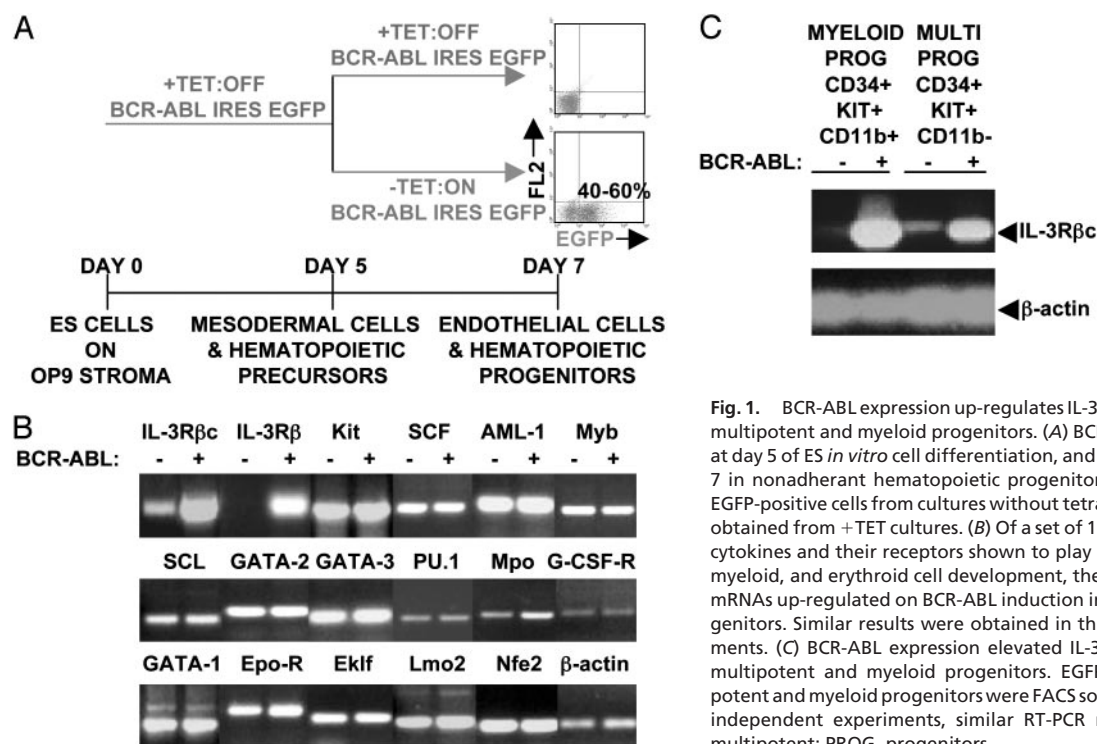 A
+TET:OFF
BCR-ABL IRES EGFP
+TET:OFF
BCR-ABL IRES EGFP
-TET:ON
BCR-ABL IRES EGFP
FL2
40-60%
EGFP
DAY 0 DAY 5 DAY 7
ES CELLS MESODERMAL CELLS ENDOTHELIAL CELLS
ON & HEMATOPOIETIC & HEMATOPOIETIC
OP9 STROMA PRECURSORS PROGENITORS
B
IL-3Rβc IL-3Rβ Kit SCF AML-1 Myb
BCR-ABL: - + - + - + - + - + - +
SCL GATA-2 GATA-3 PU.1 Mpo G-CSF-R
GATA-1 Epo-R Eklf Lmo2 Nfe2 β-actin
C
MYELOID MULTI
PROG PROG
CD34+ CD34+
KIT+ KIT+
CD11b+ CD11b-
BCR-ABL: - + - +
IL-3Rβc
β-actin
Fig. 1. BCR-ABL expression up-regulates IL-3
multipotent and myeloid progenitors. (A) BCR
at day 5 of ES in vitro cell differentiation, and
7 in nonadherant hematopoietic progenitor
EGFP-positive cells from cultures without tetra
obtained from +TET cultures. (B) Of a set of 1
cytokines and their receptors shown to play
myeloid, and erythroid cell development, the
mRNAs up-regulated on BCR-ABL induction in
genitors. Similar results were obtained in th
ments. (C) BCR-ABL expression elevated IL-3
multipotent and myeloid progenitors. EGF
potent and myeloid progenitors were FACS so
independent experiments, similar RT-PCR
multipotent; PROG, progenitors